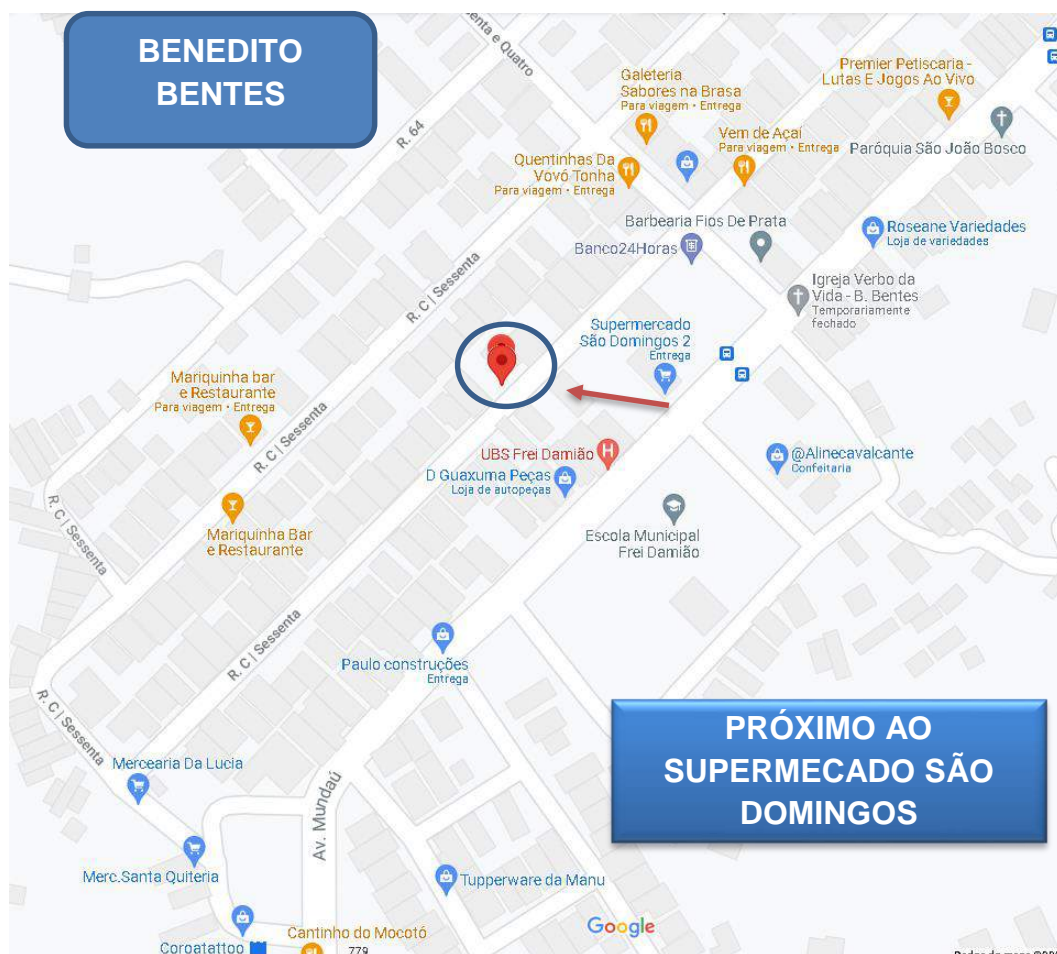 BENEDITO
BENTES
enta e Quatro
R. 64
Galeteria
Sabores na Brasa
Para viagem • Entrega
Premier Petiscaria -
Lutas E Jogos Ao Vivo
Vem de Açaí
Para viagem • Entrega
Paróquia São João Bosco
Quentinhas Da
Vovó Tonha
Para viagem • Entrega
Barbearia Fios De Prata
Banco24Horas
Roseane Variedades
Loja de variedades
R. C | Sessenta
Igreja Verbo da
Vida - B. Bentes
Temporariamente
fechado
Supermercado
São Domingos 2
Entrega
Mariquinha bar
e Restaurante
Para viagem • Entrega
R. C | Sessenta
UBS Frei Damião
@Alinecavalcante
Confeitaria
D Guaxuma Peças
Loja de autopeças
R. C | Sessenta
Mariquinha Bar
e Restaurante
Escola Municipal
Frei Damião
R. C | Sessenta
Paulo construções
Entrega
R. C | Sessenta
PRÓXIMO AO
SUPERMECADO SÃO
DOMINGOS
Mercearia Da Lucia
Av. Mundaú
Merc.Santa Quiteria
Tupperware da Manu
Google
Cantinho do Mocotó
Coroatattoo
779